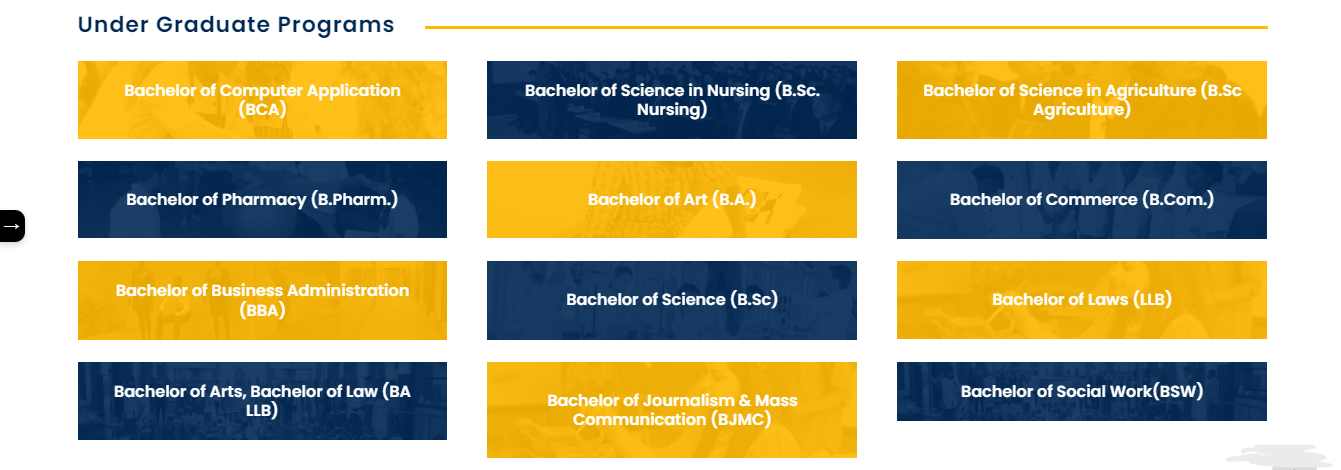 Under Graduate Programs
Bachelor of Computer Application
(BCA)
Bachelor of Science in Nursing (B.Sc.
Nursing)
Bachelor of Science in Agriculture (B.Sc
Agriculture)
Bachelor of Pharmacy (B.Pharm.)
Bachelor of Art (B.A.)
Bachelor of Commerce (B.Com.)
Bachelor of Business Administration
(BBA)
Bachelor of Science (B.Sc)
Bachelor of Laws (LLB)
Bachelor of Arts, Bachelor of Law (BA
LLB)
Bachelor of Journalism & Mass
Communication (BJMC)
Bachelor of Social Work(BSW)